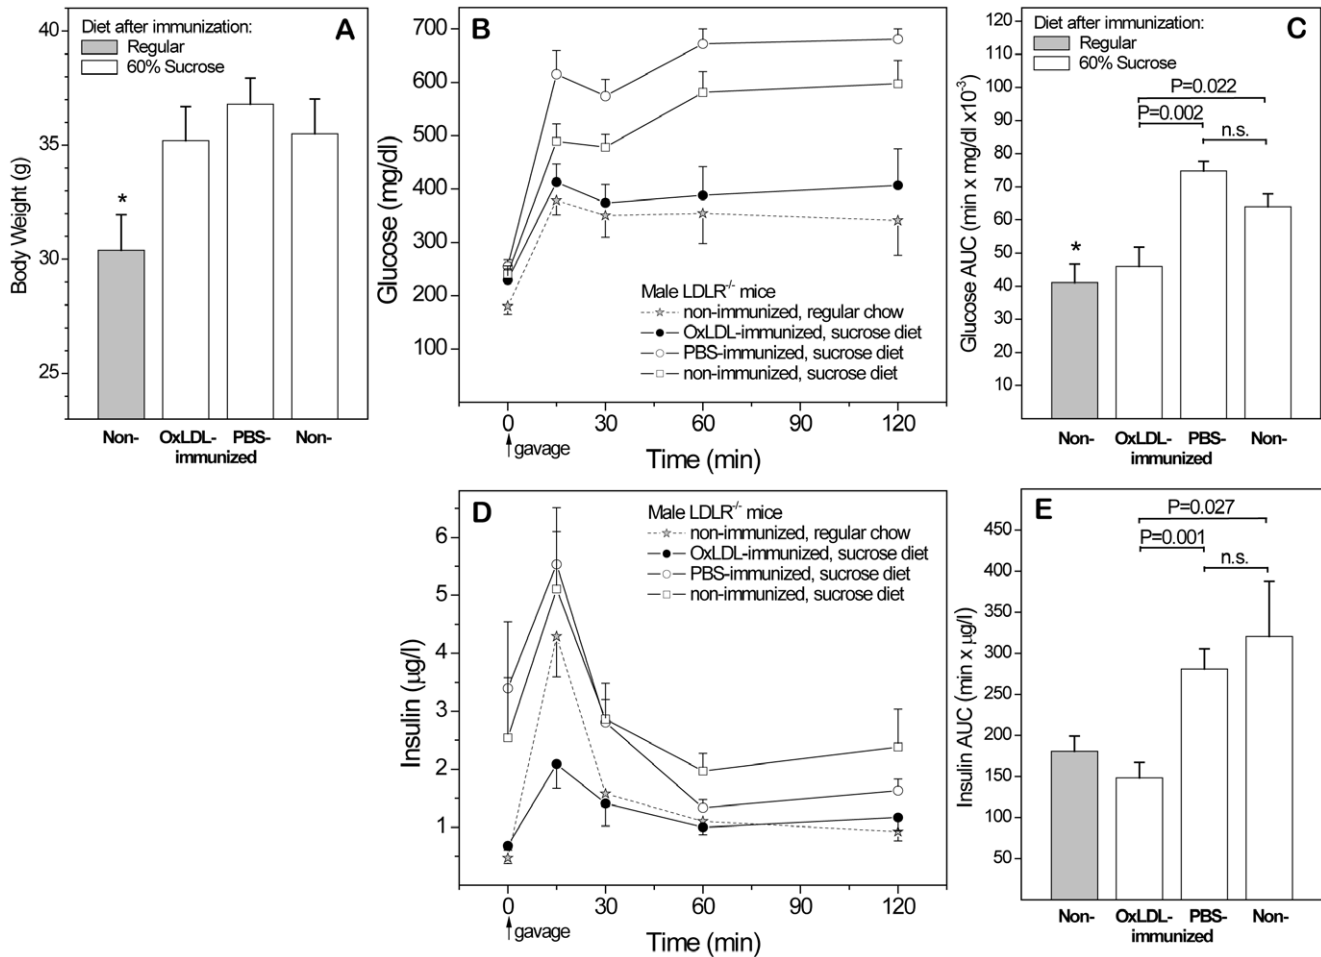 A
Diet after immunization:
Regular
60% Sucrose
Body Weight (g)
40
35
30
25
*
Non-
OxLDL-
PBS-
Non-
immunized
B
Glucose (mg/dl)
700
600
500
400
300
200
100
Male LDLR-/- mice
non-immunized, regular chow
OxLDL-immunized, sucrose diet
PBS-immunized, sucrose diet
non-immunized, sucrose diet
0 30 60 90 120
gavage
Time (min)
C
Diet after immunization:
Regular
60% Sucrose
Glucose AUC (min x mg/dl x10-3)
120
110
100
90
80
70
60
50
40
30
20
10
P=0.022
P=0.002
n.s.
*
Non-
OxLDL-
PBS-
Non-
immunized
D
Insulin (μg/l)
6
5
4
3
2
1
Male LDLR-/- mice
non-immunized, regular chow
OxLDL-immunized, sucrose diet
PBS-immunized, sucrose diet
non-immunized, sucrose diet
0 30 60 90 120
gavage
Time (min)
E
Insulin AUC (min x μg/l)
450
400
350
300
250
200
150
100
50
P=0.027
P=0.001
n.s.
Non-
OxLDL-
PBS-
Non-
immunized